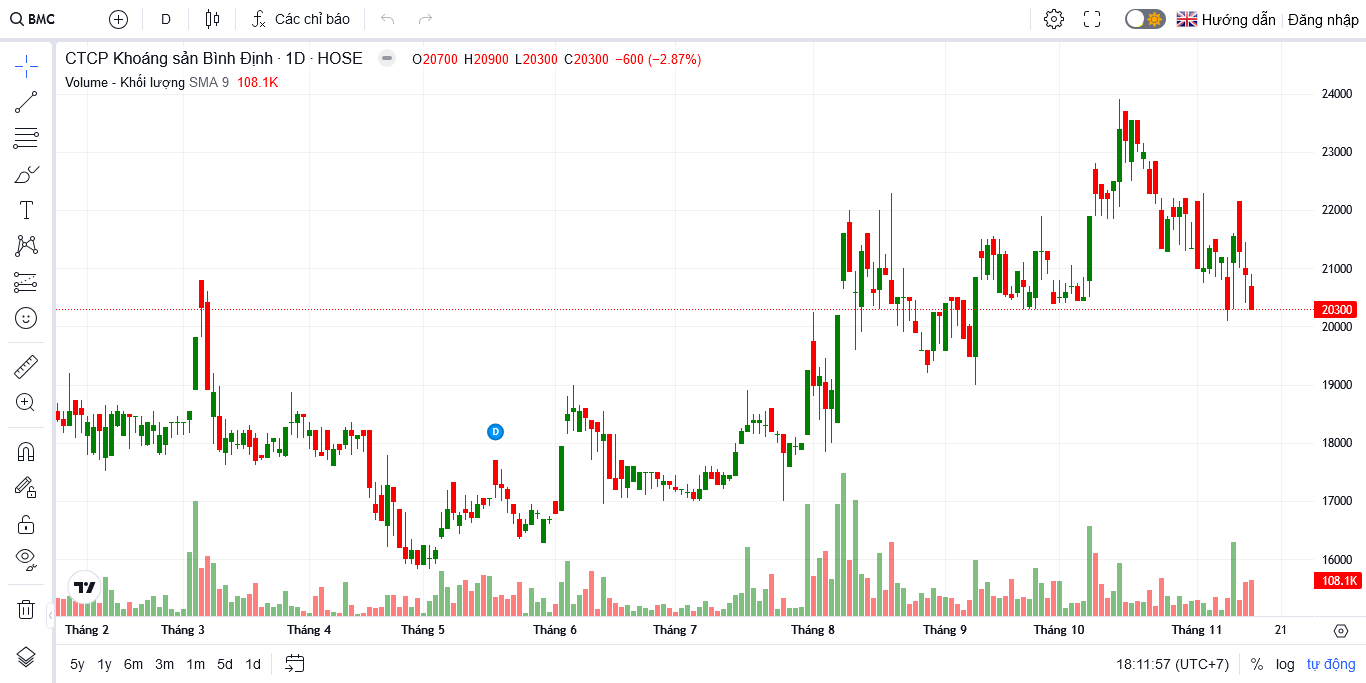 BMC D Các chỉ báo Hướng dẫn Đăng nhập
CTCP Khoáng sản Bình Định · 1D · HOSE O20700 H20900 L20300 C20300 −600 (−2.87%)
Volume - Khối lượng SMA 9 108.1K
24000
23000
22000
21000
20300
20000
19000
18000
17000
16000
108.1K
D
Tháng 2 Tháng 3 Tháng 4 Tháng 5 Tháng 6 Tháng 7 Tháng 8 Tháng 9 Tháng 10 Tháng 11 21
5y 1y 6m 3m 1m 5d 1d 18:11:57 (UTC+7) % log tự động